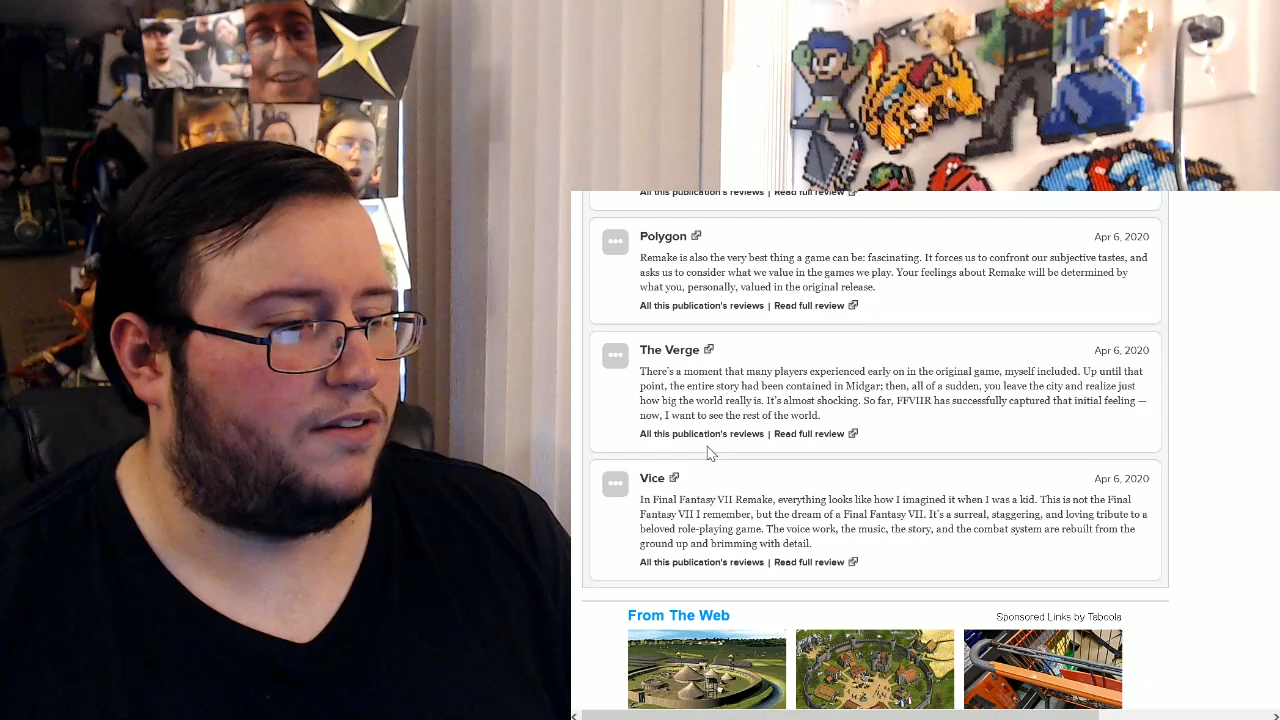 All this publication's reviews | Read full review
Polygon
Apr 6, 2020
Remake is also the very best thing a game can be: fascinating. It forces us to confront our subjective tastes, and
asks us to consider what we value in the games we play. Your feelings about Remake will be determined by
what you, personally, valued in the original release.
All this publication's reviews | Read full review
The Verge
Apr 6, 2020
There's a moment that many players experienced early on in the original game, myself included. Up until that
point, the entire story had been contained in Midgar; then, all of a sudden, you leave the city and realize just
how big the world really is. It's almost shocking. So far, FFVIIR has successfully captured that initial feeling —
now, I want to see the rest of the world.
All this publication's reviews | Read full review
Vice
Apr 6, 2020
In Final Fantasy VII Remake, everything looks like how I imagined it when I was a kid. This is not the Final
Fantasy VII I remember, but the dream of a Final Fantasy VII. It's a surreal, staggering, and loving tribute to a
beloved role-playing game. The voice work, the music, the story, and the combat system are rebuilt from the
ground up and brimming with detail.
All this publication's reviews | Read full review
From The Web
Sponsored Links by Taboola